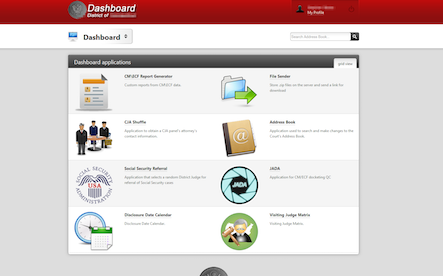 Dashboard
District of
My Profile
Dashboard
Search Address Book
Dashboard applications
grid view
CM\ECF Report Generator
Custom reports from CM\ECF data.
File Sender
Store zip files on the server and send a link for
download
CJA Shuffle
Application to obtain a CJA panel's attorney's
contact informations
Address Book
Application used to search and make changes to the
Court's Address Book.
SOCIAL SECURITY
USA
ADMINISTRATION
Social Security Referral
Application that selects a random District Judge for
referral of Social Security cases.
JADA
JADA
Application for CM\ECF docketing QC
Disclosure Date Calendar
Disclosure Date Calendar
Visiting Judge Matrix
Visiting Judge Matrix.